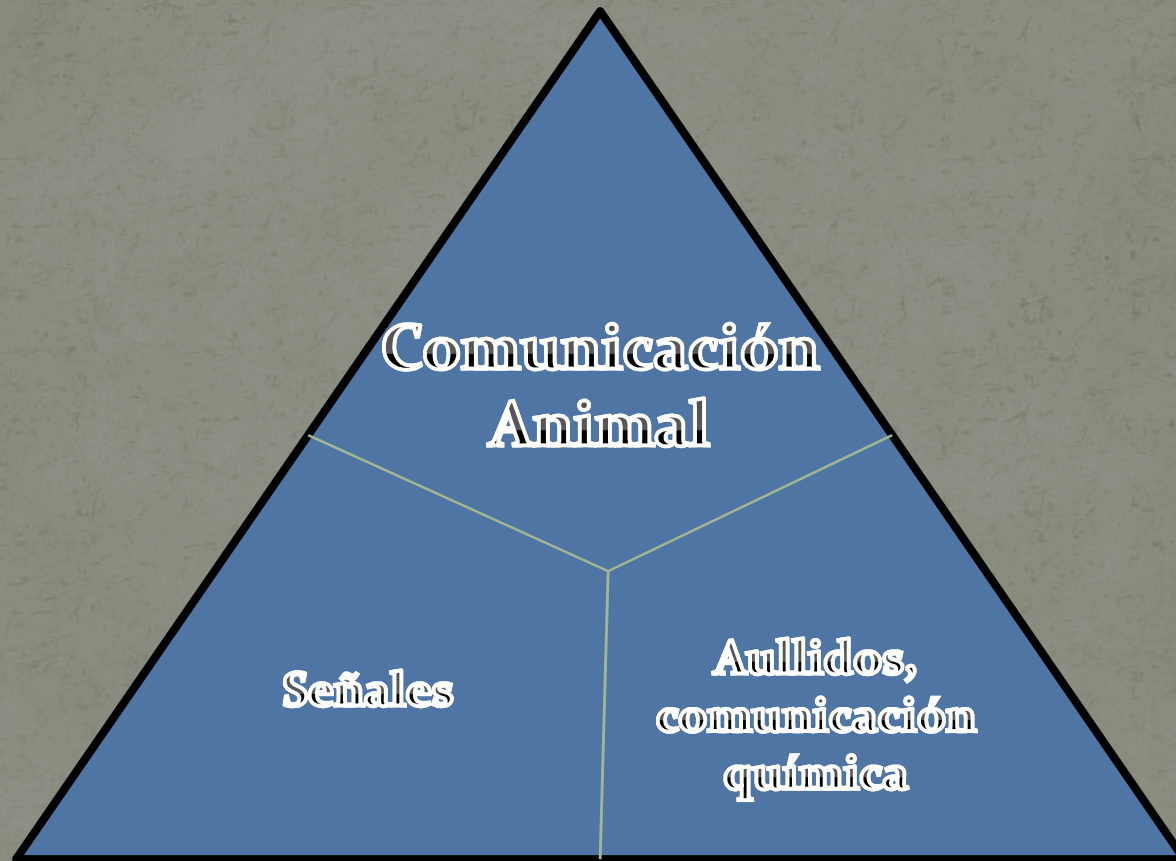 Comunicación
Animal
Señales
Aullidos,
comunicación
química